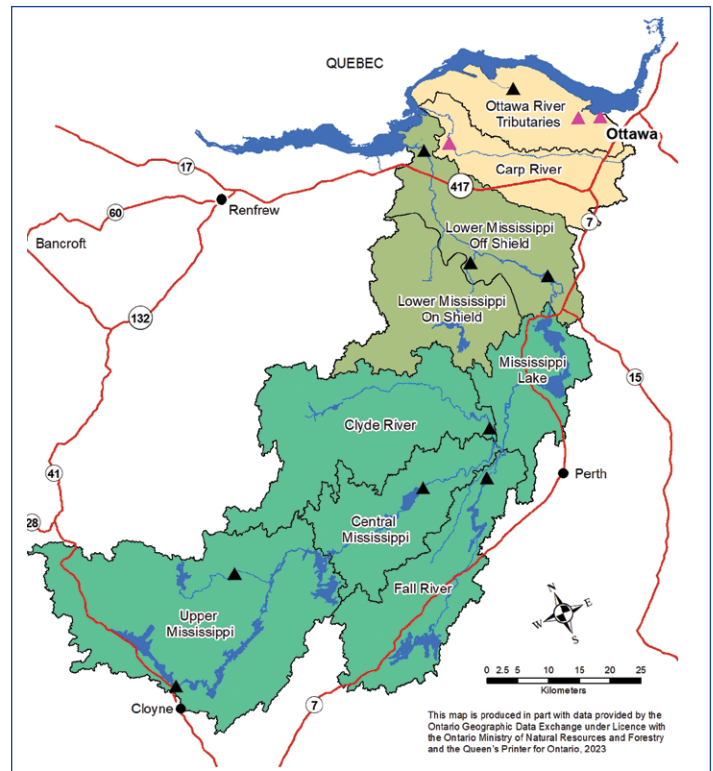 QUEBEC
Ottawa River
Tributaries
Ottawa
Carp River
17
417
60
Renfrew
7
Bancroft
Lower Mississippi
Off Shield
Lower Mississippi
On Shield
132
Mississippi
Lake
15
Clyde River
41
Perth
28
Central
Mississippi
Fall River
Upper
Mississippi
N
E
W
S
0 2.5 5 10 15 20 25
Kilometers
Cloyne
7
This map is produced in part with data provided by the
Ontario Geographic Data Exchange under Licence with
the Ontario Ministry of Natural Resources and Forestry
and the Queen's Printer for Ontario, 2023